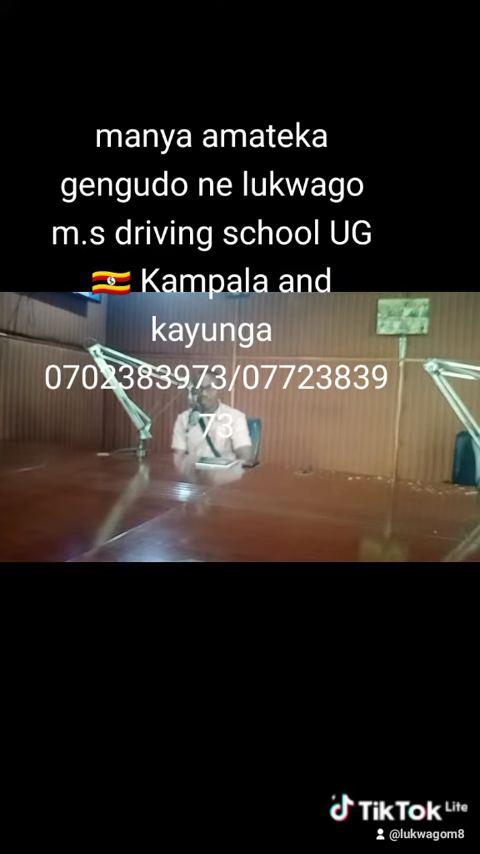 manya amateka
gengudo ne lukwago
m.s driving school UG
🇺🇬 Kampala and
kayunga
0702383973/07723839
73
TikTok Lite
@lukwagom8